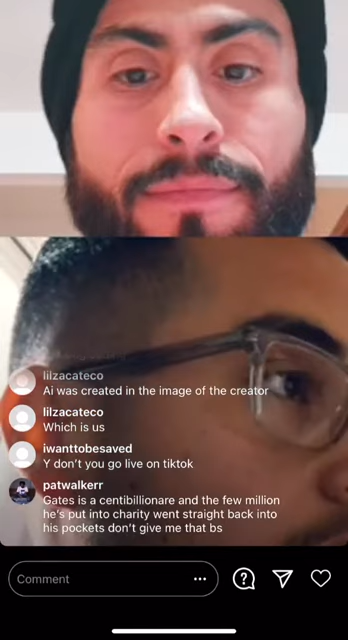 lilzacateco
Ai was created in the image of the creator
lilzacateco
Which is us
iwanttobesaved
Y don't you go live on tiktok
patwalkerr
Gates is a centibillionare and the few million
he's put into charity went straight back into
his pockets don't give me that bs
Comment